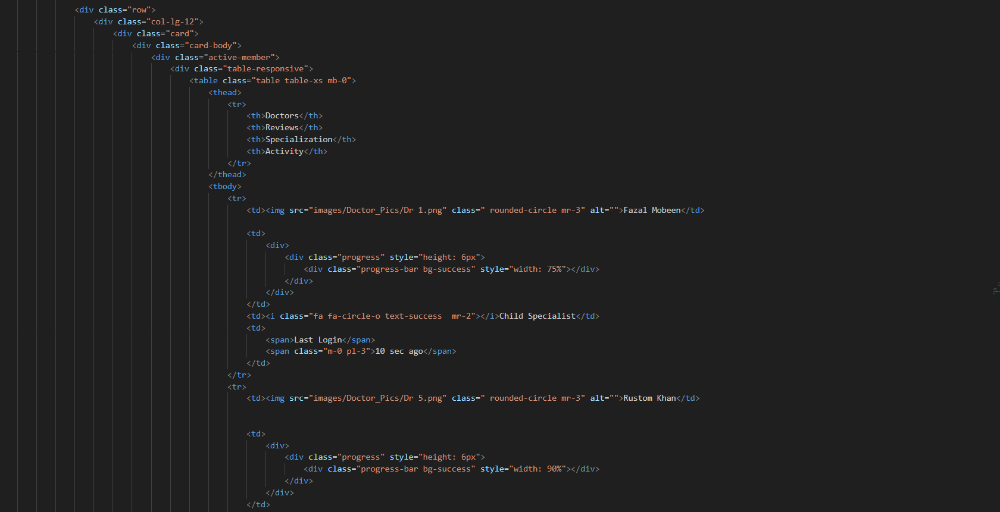 <div class="row">
<div class="col-lg-12">
<div class="card">
<div class="card-body">
<div class="active-member">
<div class="table-responsive">
<table class="table table-xs mb-0">
<thead>
<tr>
<th>Doctors</th>
<th>Reviews</th>
<th>Specialization</th>
<th>Activity</th>
</tr>
</thead>
<tbody>
<tr>
<td><img src="images/Doctor_Pics/Dr 1.png" class=" rounded-circle mr-3" alt="">Fazal Mobeen</td>
<td>
<div>
<div class="progress" style="height: 6px">
<div class="progress-bar bg-success" style="width: 75%"></div>
</div>
</div>
</td>
<td><i class="fa fa-circle-o text-success  mr-2"></i>Child Specialist</td>
<td>
<span>Last Login</span>
<span class="m-0 pl-3">10 sec ago</span>
</td>
</tr>
<tr>
<td><img src="images/Doctor_Pics/Dr 5.png" class=" rounded-circle mr-3" alt="">Rustom Khan</td>
<td>
<div>
<div class="progress" style="height: 6px">
<div class="progress-bar bg-success" style="width: 90%"></div>
</div>
</div>
</td>